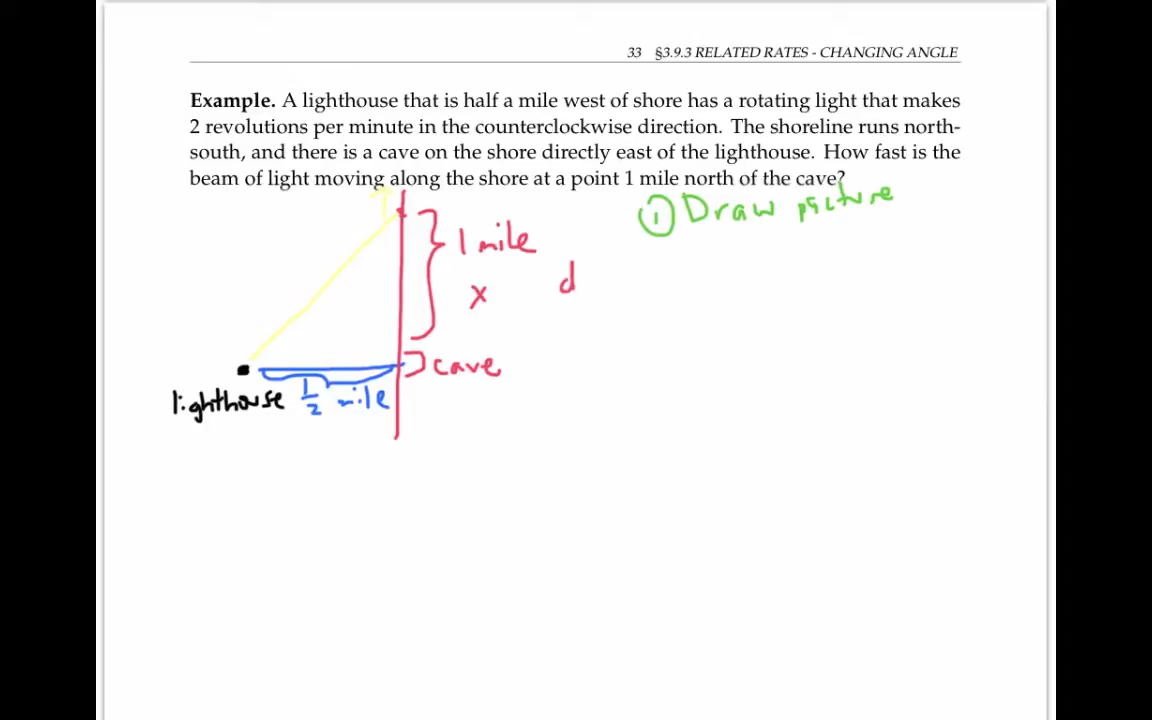 33 §3.9.3 RELATED RATES - CHANGING ANGLE
Example. A lighthouse that is half a mile west of shore has a rotating light that makes
2 revolutions per minute in the counterclockwise direction. The shoreline runs north-
south, and there is a cave on the shore directly east of the lighthouse. How fast is the
beam of light moving along the shore at a point 1 mile north of the cave?
① Draw picture
1 mile
x d
cave
lighthouse 1/2 mile